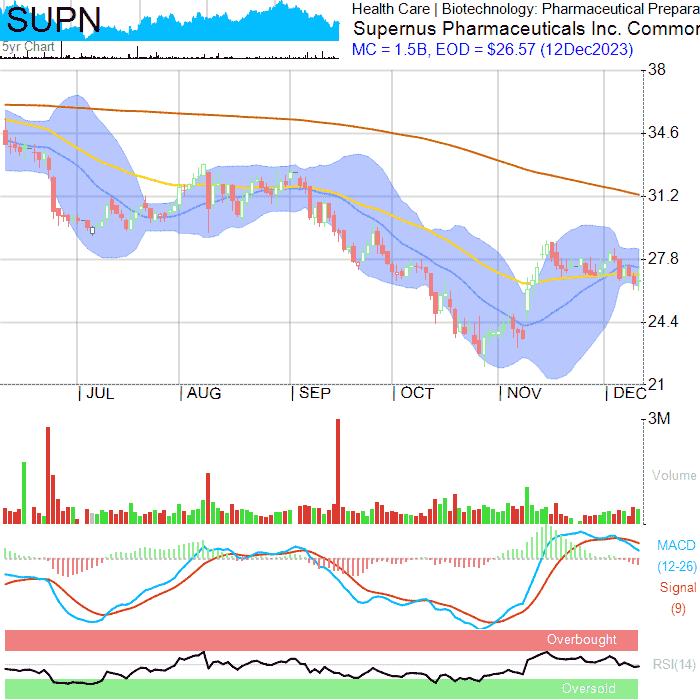 SUPN
5yr Chart
Health Care | Biotechnology: Pharmaceutical Prepara
Supernus Pharmaceuticals Inc. Common
MC = 1.5B, EOD = $26.57 (12Dec2023)
38
34.6
31.2
27.8
24.4
21
JUL AUG SEP OCT NOV DEC
3M
Volume
MACD
(12-26)
Signal
(9)
Overbought
RSI(14)
Oversold